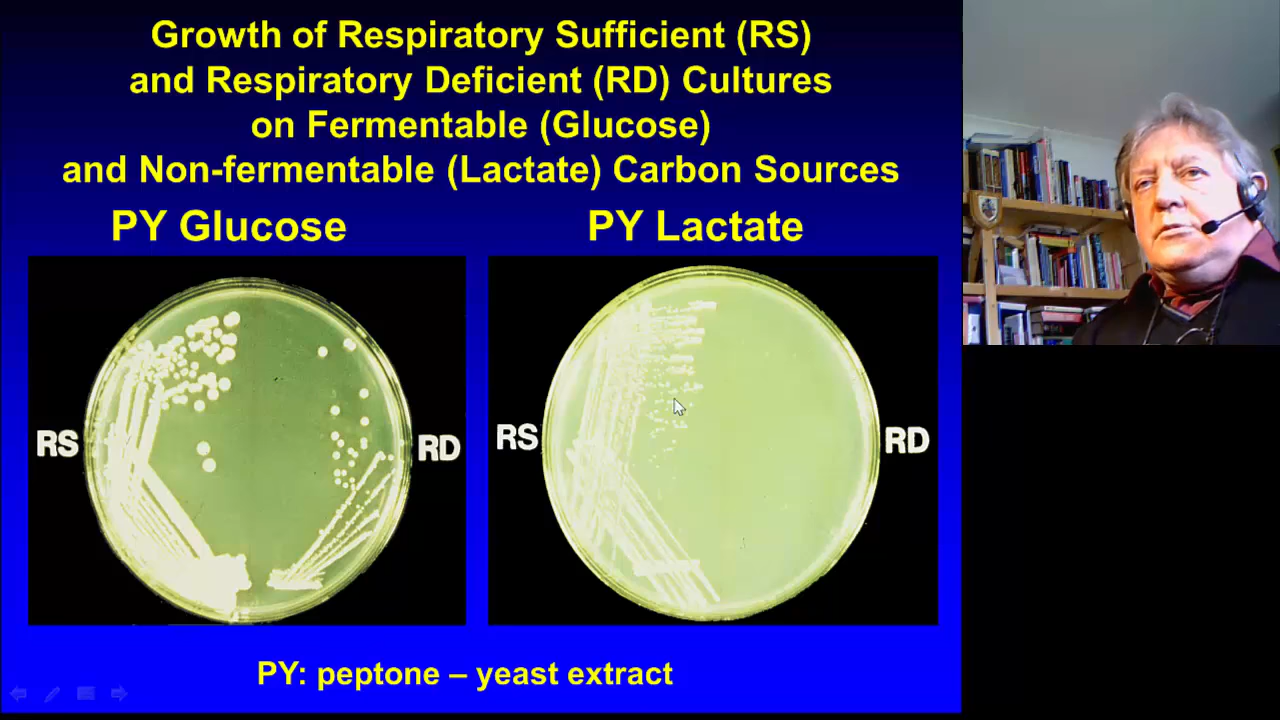 Growth of Respiratory Sufficient (RS)
and Respiratory Deficient (RD) Cultures
on Fermentable (Glucose)
and Non-fermentable (Lactate) Carbon Sources
PY Glucose
PY Lactate
RS
RD
RS
RD
PY: peptone – yeast extract